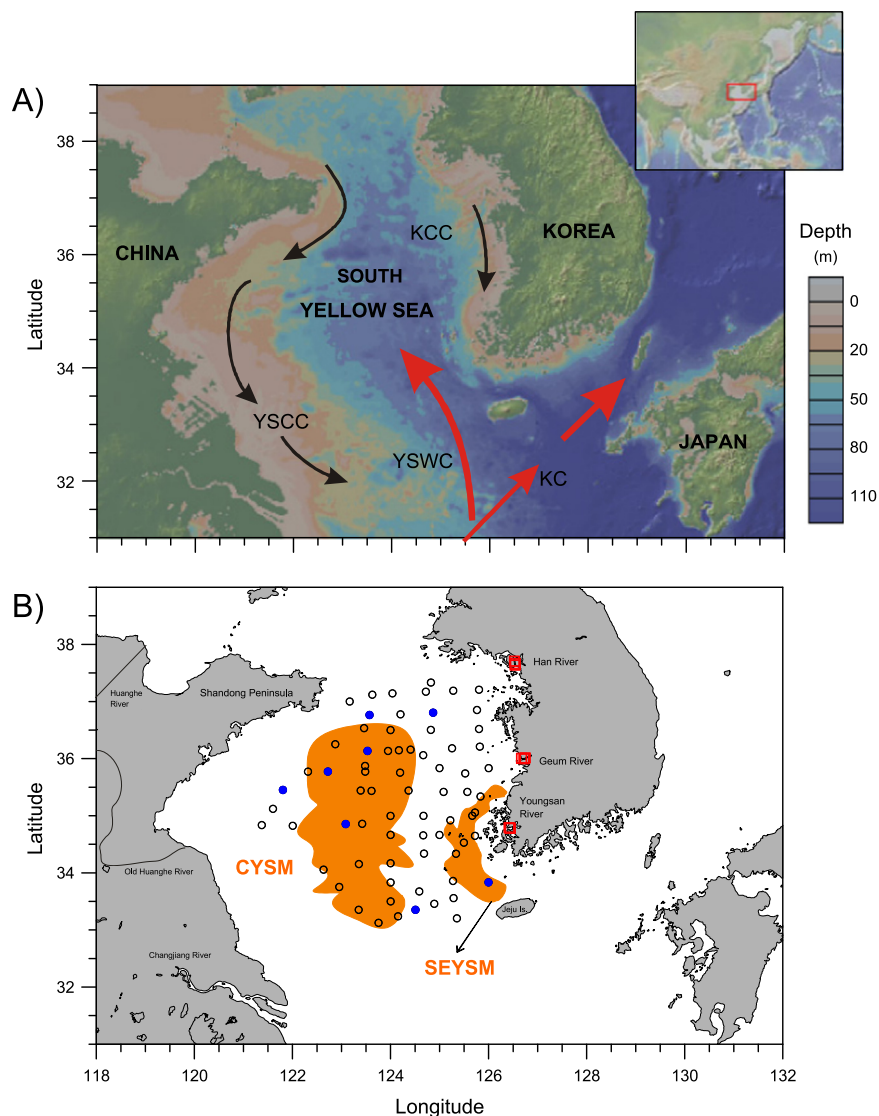 A)
38
36
34
32
Latitude
CHINA
KCC
KOREA
SOUTH
YELLOW SEA
YSCC
YSWC
KC
JAPAN
Depth
(m)
0
20
50
80
110
B)
38
36
34
32
Latitude
Huanghe
River
Shandong Peninsula
Han River
Geum River
Youngsan
River
Old Huanghe River
CYSM
Jeju Is.
SEYSM
Changjiang River
118
120
122
124
126
128
130
132
Longitude